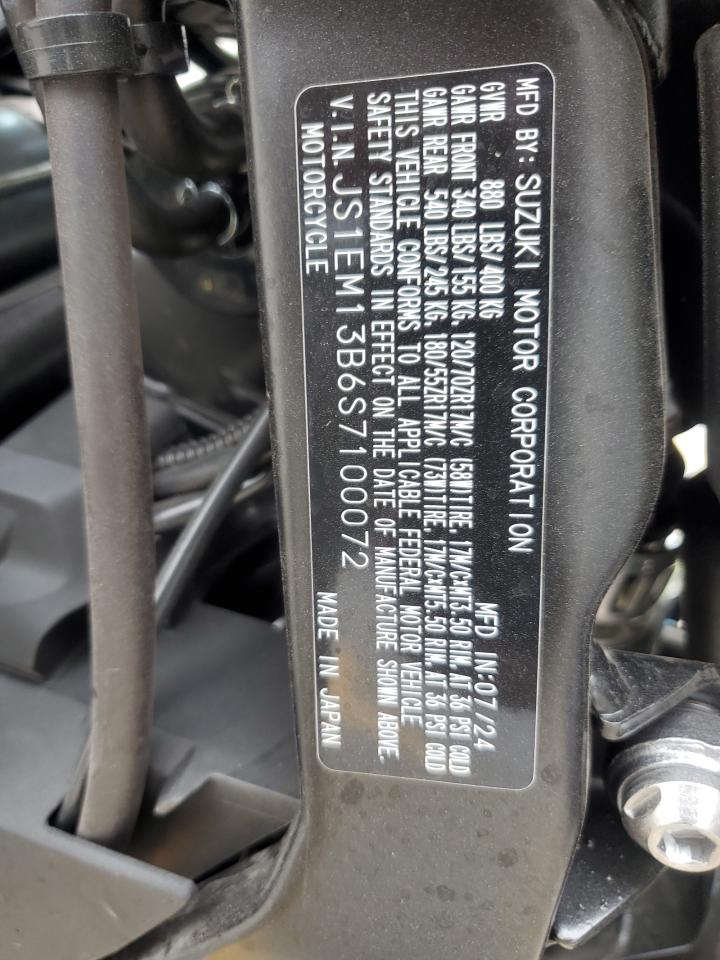 MFD BY: SUZUKI MOTOR CORPORATION
GVWR 880 LBS/400 KG MFD IN:07/24
GAWR FRONT 340 LBS/155 KG, 120/70ZR17M/C (58W)TIRE, 17M/C×MT3.50 RIM, AT 36 PSI COLD
GAWR REAR 540 LBS/245 KG, 180/55ZR17M/C (73W)TIRE, 17M/C×MT5.50 RIM, AT 36 PSI COLD
THIS VEHICLE CONFORMS TO ALL APPLICABLE FEDERAL MOTOR VEHICLE
SAFETY STANDARDS IN EFFECT ON THE DATE OF MANUFACTURE SHOWN ABOVE.
V.I.N. JS1EM13B6S7100072
MOTORCYCLE MADE IN JAPAN